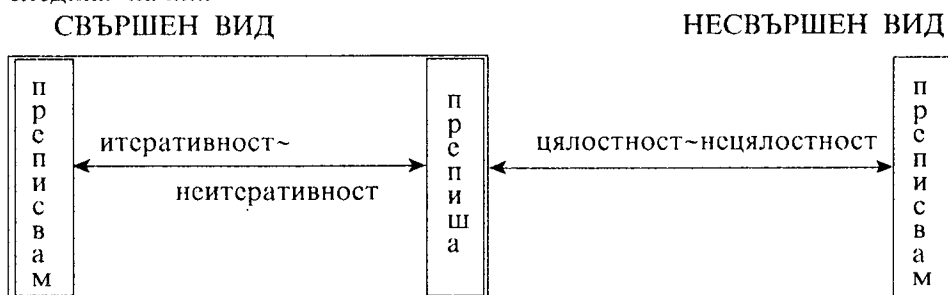 СВЪРШЕН ВИД
НЕСВЪРШЕН ВИД
преписвам
итеративност~
неитеративност
препиша
цялостност~нецялостност
преписвам